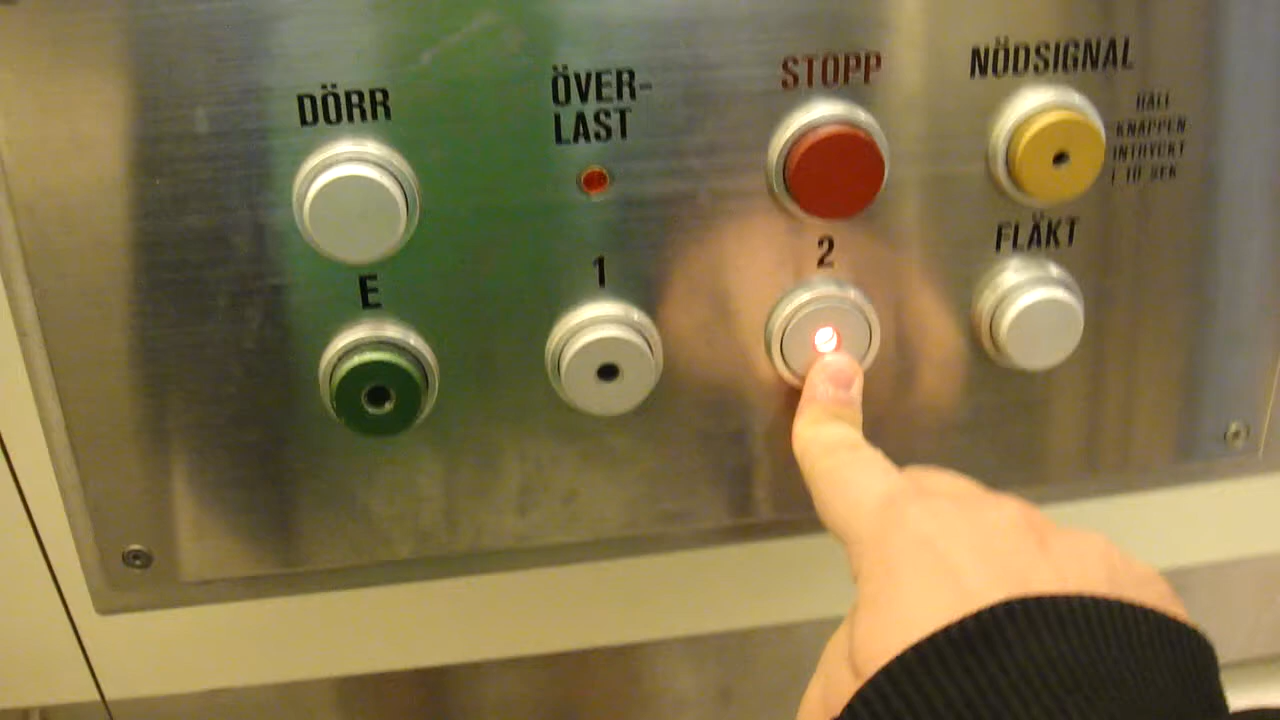 DÖRR
ÖVER-
LAST
STOPP
NÖDSIGNAL
HÅLL
KNAPPEN
INTRYCKT
I 10 SEK
E
1
2
FLÄKT